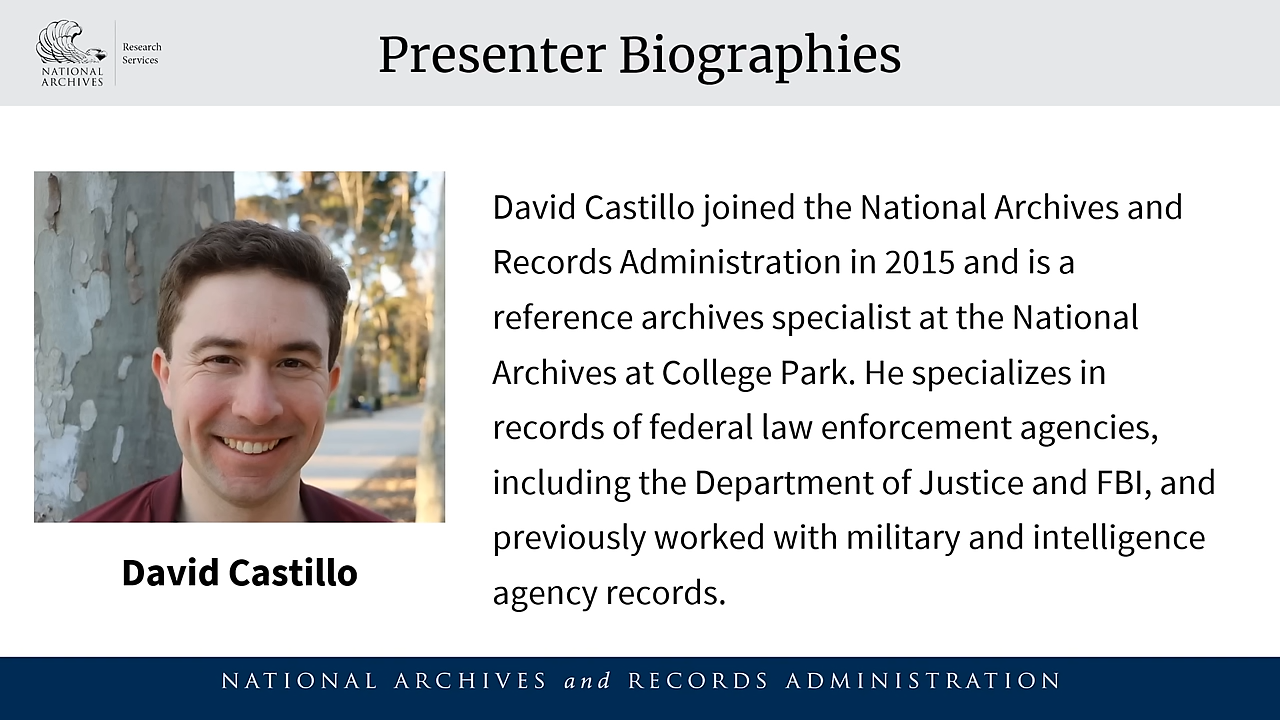 NATIONAL
ARCHIVES
Research
Services
Presenter Biographies
David Castillo joined the National Archives and
Records Administration in 2015 and is a
reference archives specialist at the National
Archives at College Park. He specializes in
records of federal law enforcement agencies,
including the Department of Justice and FBI, and
previously worked with military and intelligence
agency records.
David Castillo
NATIONAL ARCHIVES and RECORDS ADMINISTRATION